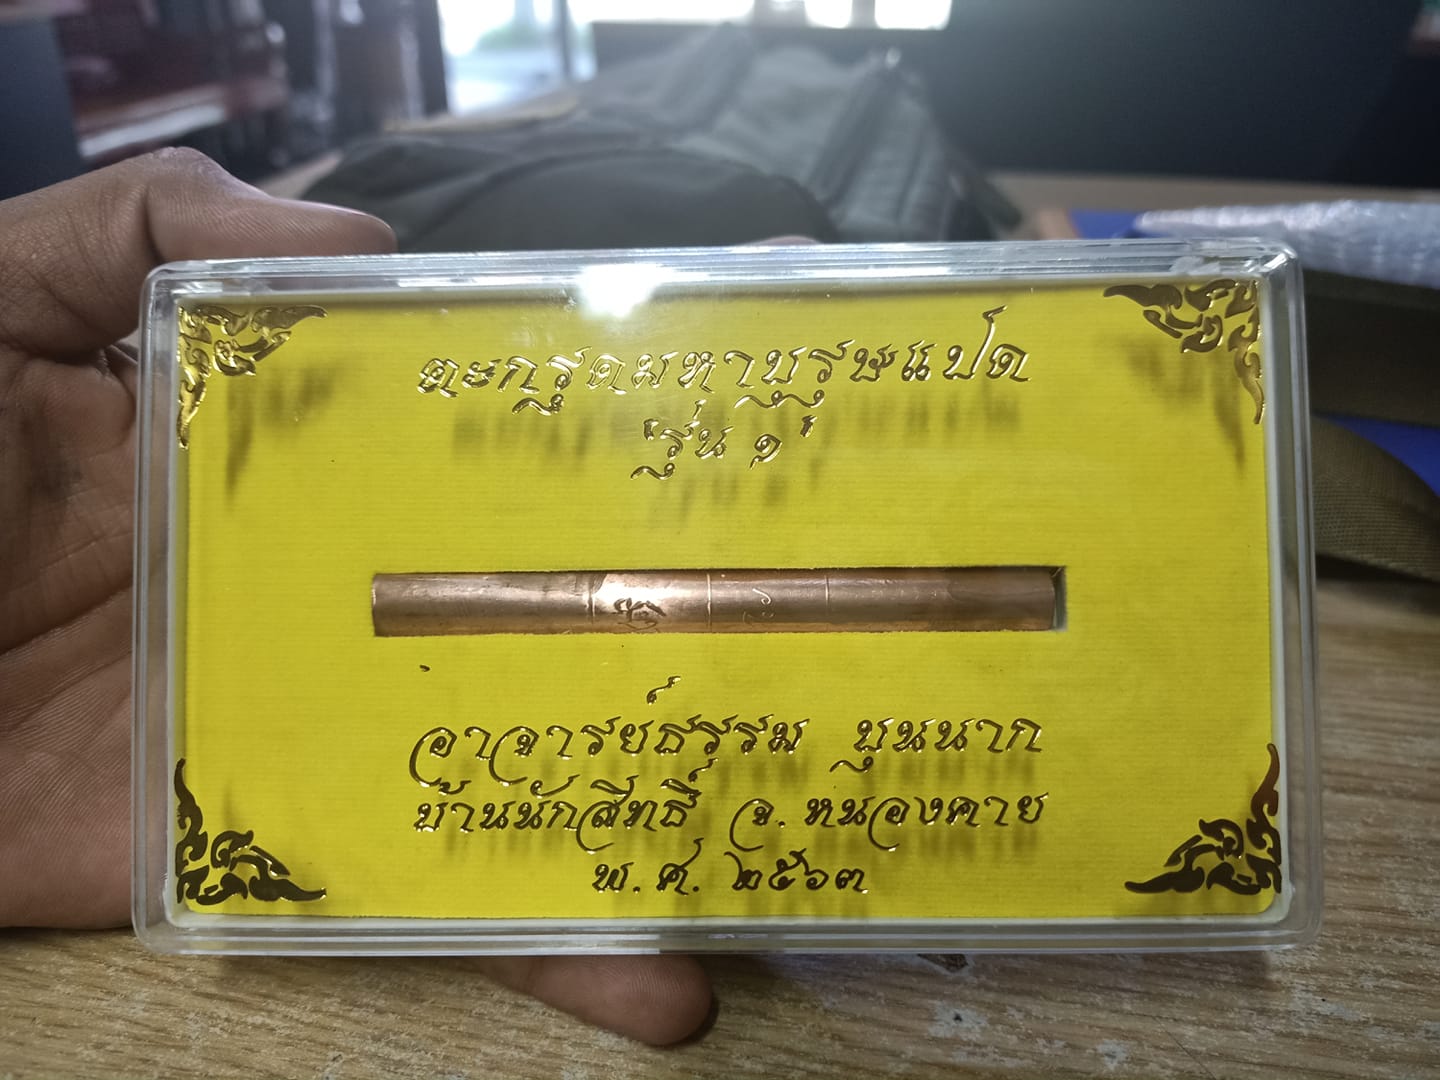 ตะกรุดมหาบุรุษแปด
"รุ่น ๑"
อาจารย์ธรรม บุนนาก
บ้านนักสิทธิ์ จ.หนองคาย
พ.ศ. ๒๕๖๓